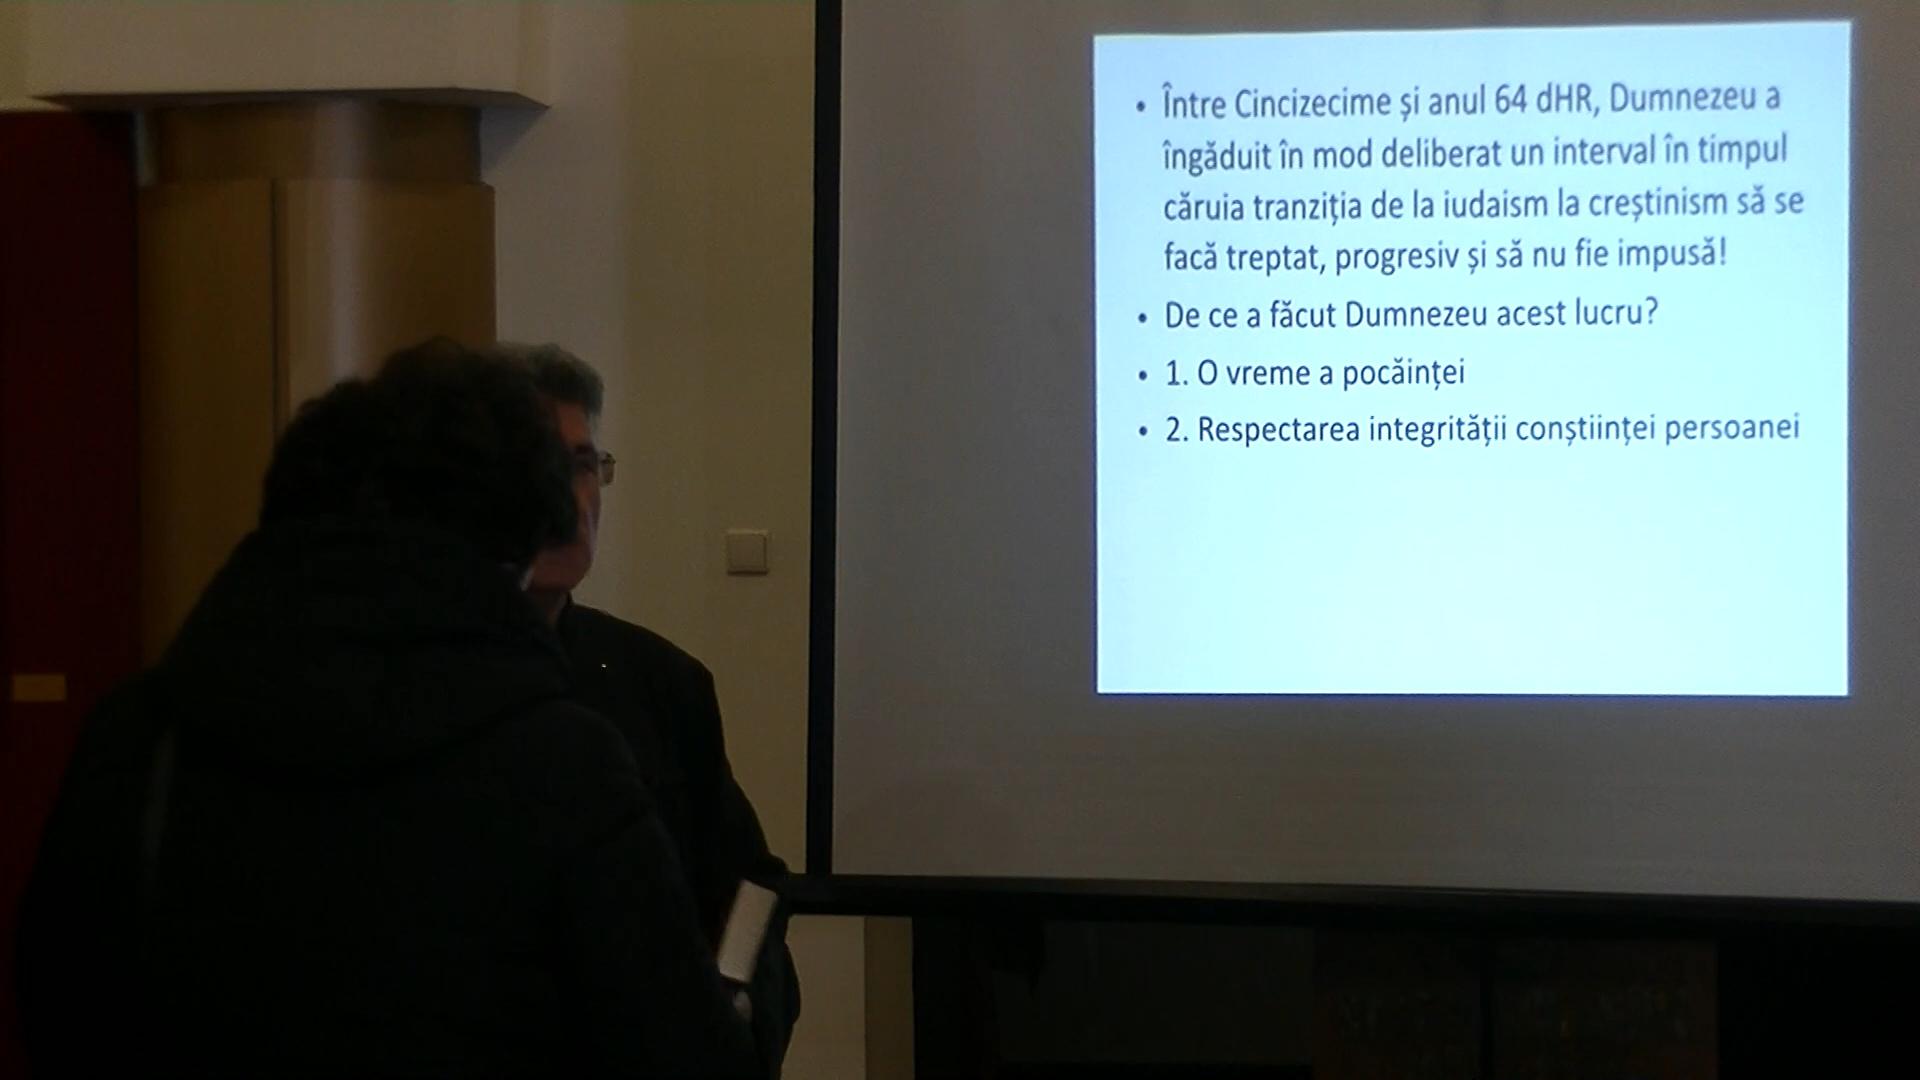 • Între Cincizecime și anul 64 dHR, Dumnezeu a
îngăduit în mod deliberat un interval în timpul
căruia tranziția de la iudaism la creștinism să se
facă treptat, progresiv și să nu fie impusă!
• De ce a făcut Dumnezeu acest lucru?
• 1. O vreme a pocăinței
• 2. Respectarea integrității conștiinței persoanei